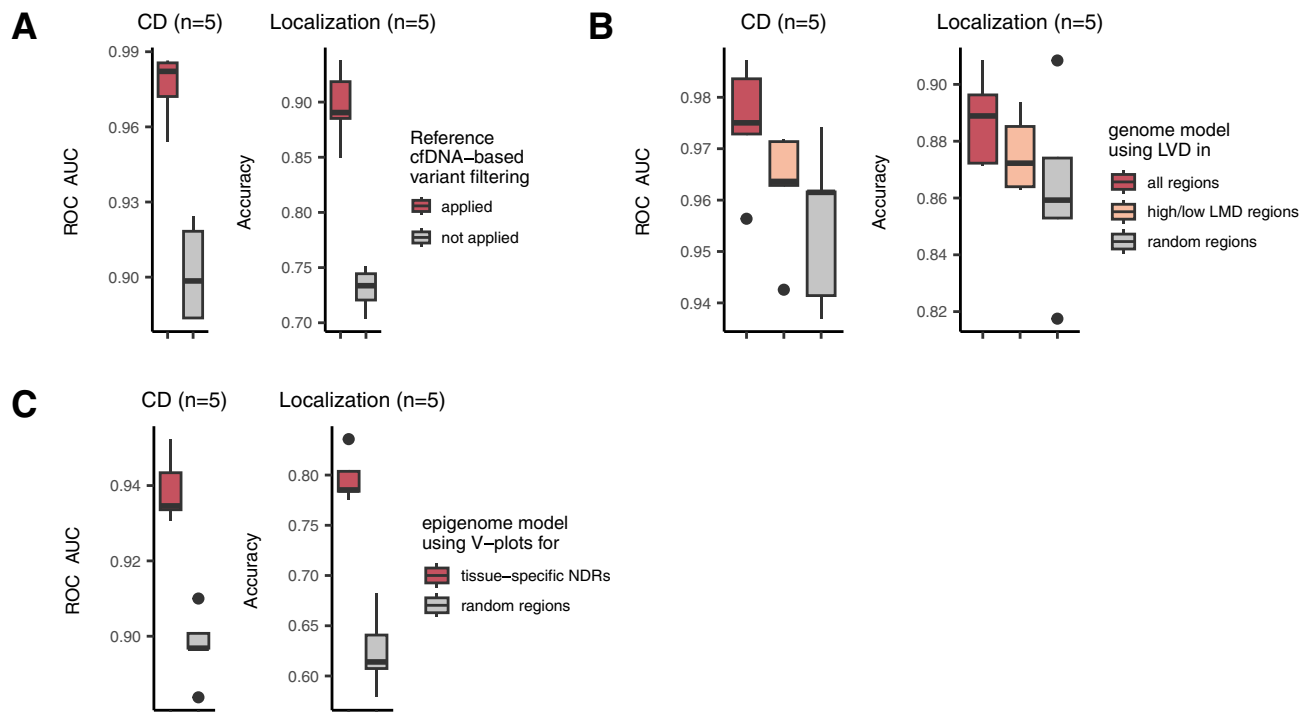 A
CD (n=5)
ROC AUC
0.99
0.96
0.93
0.90
Localization (n=5)
Accuracy
0.90
0.85
0.80
0.75
0.70
Reference
cfDNA−based
variant filtering
applied
not applied
B
CD (n=5)
ROC AUC
0.98
0.97
0.96
0.95
0.94
Localization (n=5)
Accuracy
0.90
0.88
0.86
0.84
0.82
genome model
using LVD in
all regions
high/low LMD regions
random regions
C
CD (n=5)
ROC AUC
0.94
0.92
0.90
Localization (n=5)
Accuracy
0.80
0.75
0.70
0.65
0.60
epigenome model
using V−plots for
tissue−specific NDRs
random regions